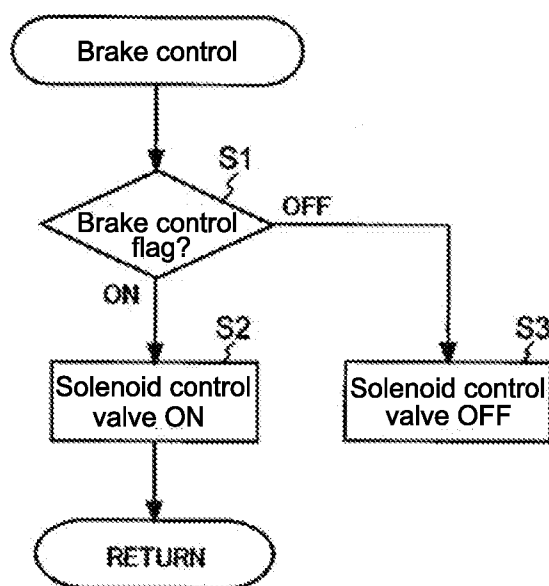 Brake control
S1
Brake control
flag?
OFF
ON
S2
Solenoid control
valve ON
S3
Solenoid control
valve OFF
RETURN